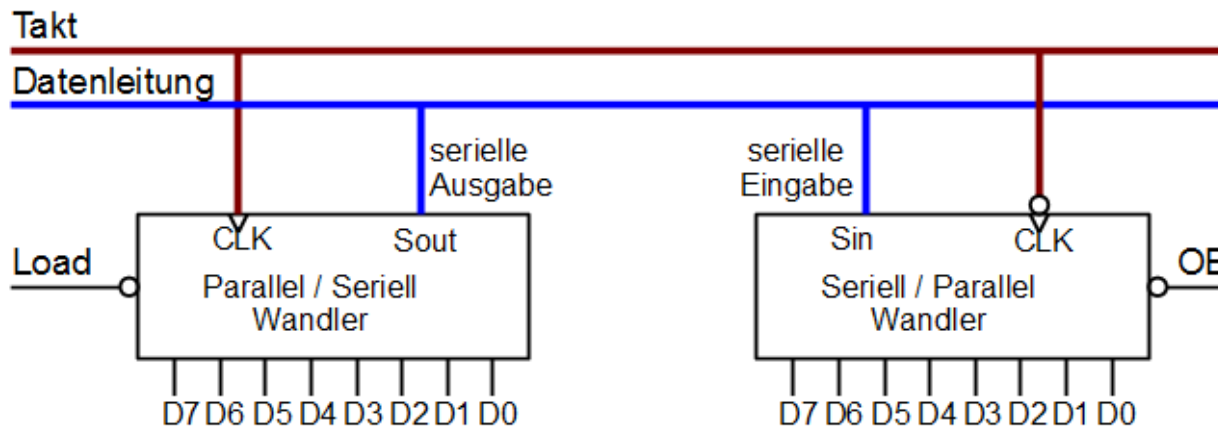 Takt
Datenleitung
serielle
Ausgabe
serielle
Eingabe
CLK
Sout
Sin
CLK
Load
OE
Parallel / Seriell
Wandler
Seriell / Parallel
Wandler
D7 D6 D5 D4 D3 D2 D1 D0
D7 D6 D5 D4 D3 D2 D1 D0